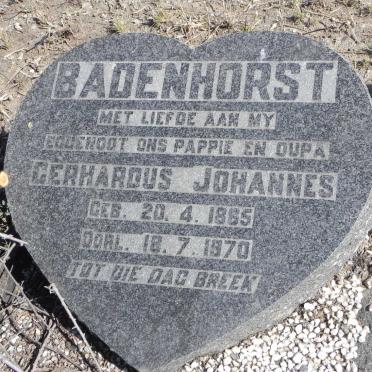 BADENHORST
MET LIEFDE AAN MY
EGGENOOT ONS PAPPIE EN OUPA
GERHARDUS JOHANNES
GEB. 20. 4. 1865
OORL. 18. 7. 1970
TOT DIE DAG BREEK